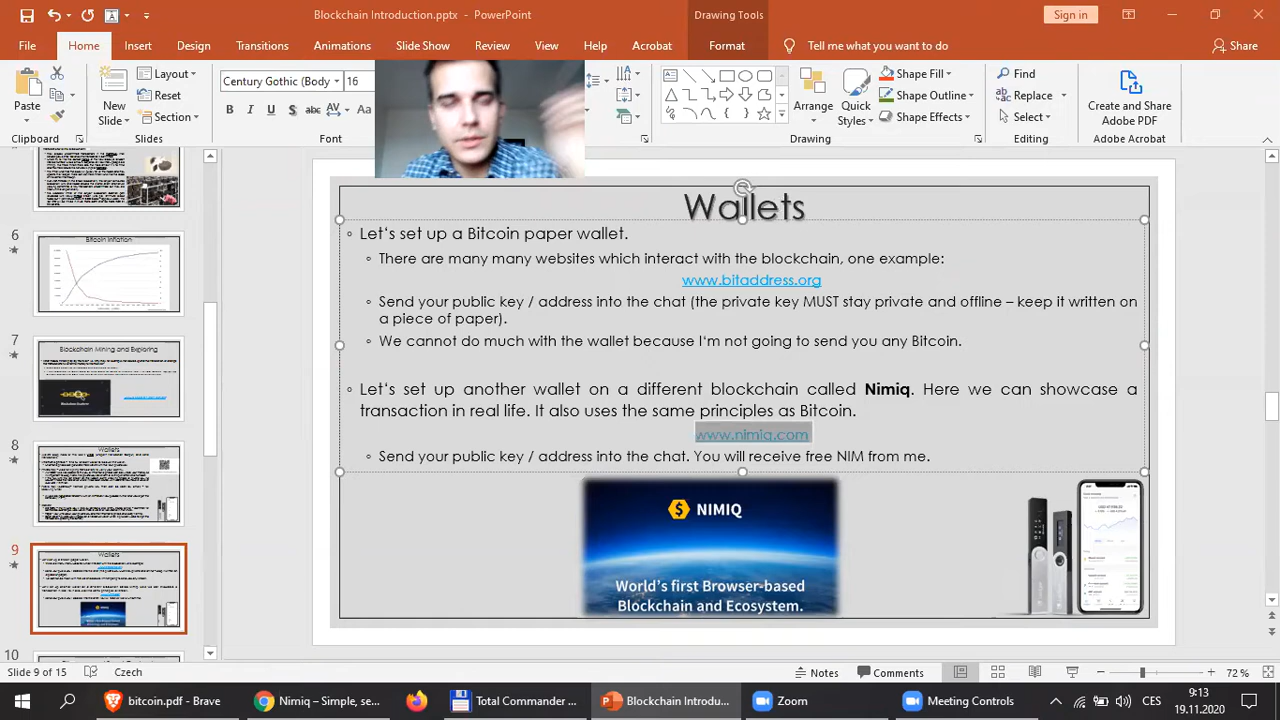 Blockchain Introduction.pptx - PowerPoint
Drawing Tools
Sign in
File
Home
Insert
Design
Transitions
Animations
Slide Show
Review
View
Help
Acrobat
Format
Tell me what you want to do
Share
Paste
New
Slide
Layout
Reset
Section
Century Gothic (Body
16
B
I
U
S
abc
AV
Aa
Arrange
Quick
Styles
Shape Fill
Shape Outline
Shape Effects
Find
Replace
Select
Create and Share
Adobe PDF
Clipboard
Slides
Font
Drawing
Editing
Adobe Acrobat
6
Bitcoin Inflation
7
Blockchain Mining and Exploring
8
Wallets
9
Wallets
10
Wallets
Let's set up a Bitcoin paper wallet.
There are many many websites which interact with the blockchain, one example:
www.bitaddress.org
Send your public key / address into the chat (the private key MUST stay private and offline – keep it written on
a piece of paper).
We cannot do much with the wallet because I'm not going to send you any Bitcoin.
Let's set up another wallet on a different blockchain called Nimiq. Here we can showcase a
transaction in real life. It also uses the same principles as Bitcoin.
www.nimiq.com
Send your public key / address into the chat. You will receive free NIM from me.
NIMIQ
World's first Browser-based
Blockchain and Ecosystem.
Slide 9 of 15
Czech
Notes
Comments
72 %
bitcoin.pdf - Brave
Nimiq – Simple, se...
Total Commander ...
Blockchain Introdu...
Zoom
Meeting Controls
CES
9:13
19.11.2020